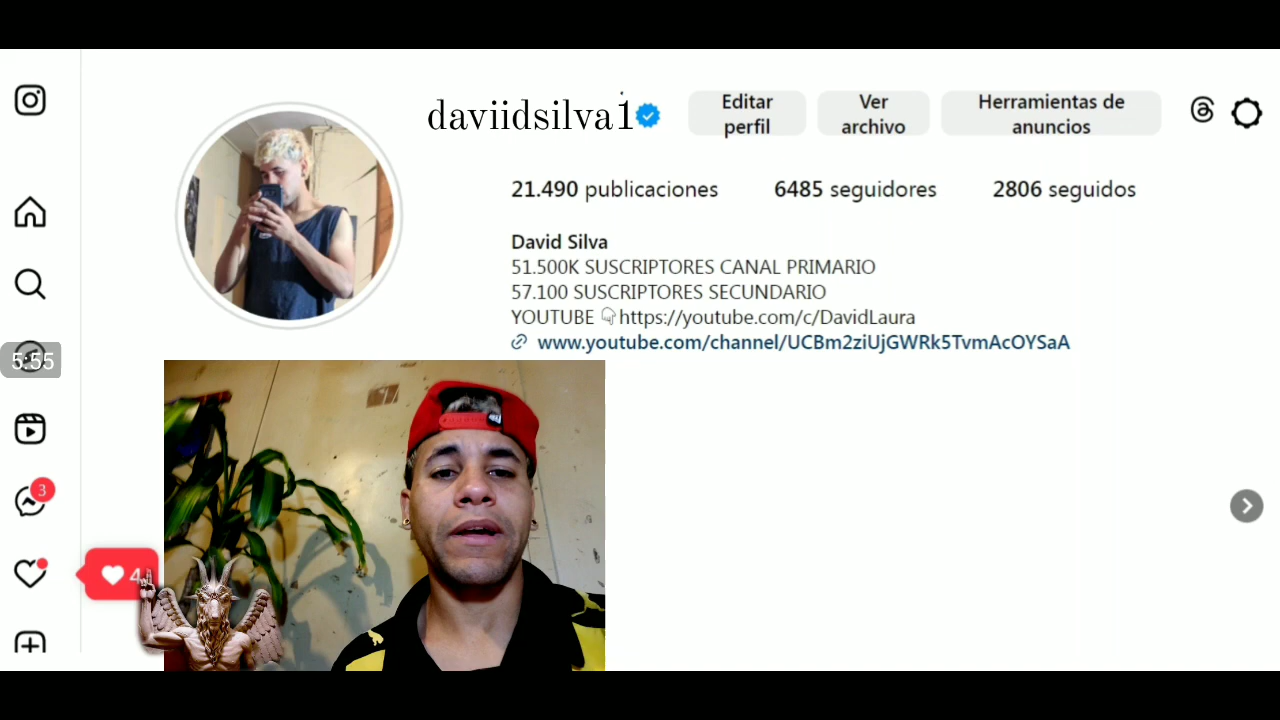 daviidsilva1
Editar perfil
Ver archivo
Herramientas de anuncios
21.490 publicaciones 6485 seguidores 2806 seguidos
David Silva
51.500K SUSCRIPTORES CANAL PRIMARIO
57.100 SUSCRIPTORES SECUNDARIO
YOUTUBE 👇https://youtube.com/c/DavidLaura
www.youtube.com/channel/UCBm2ziUjGWRk5TvmAcOYSaA
5:55
3
4